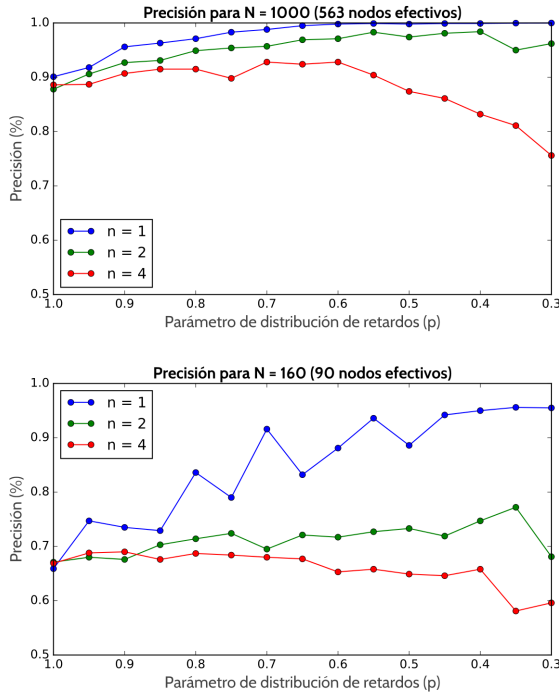 Precisión para N = 1000 (563 nodos efectivos)
1.0
0.9
0.8
0.7
0.6
0.5
Precisión (%)
n = 1
n = 2
n = 4
1.0 0.9 0.8 0.7 0.6 0.5 0.4 0.3
Parámetro de distribución de retardos (p)
Precisión para N = 160 (90 nodos efectivos)
1.0
0.9
0.8
0.7
0.6
0.5
Precisión (%)
n = 1
n = 2
n = 4
1.0 0.9 0.8 0.7 0.6 0.5 0.4 0.3
Parámetro de distribución de retardos (p)